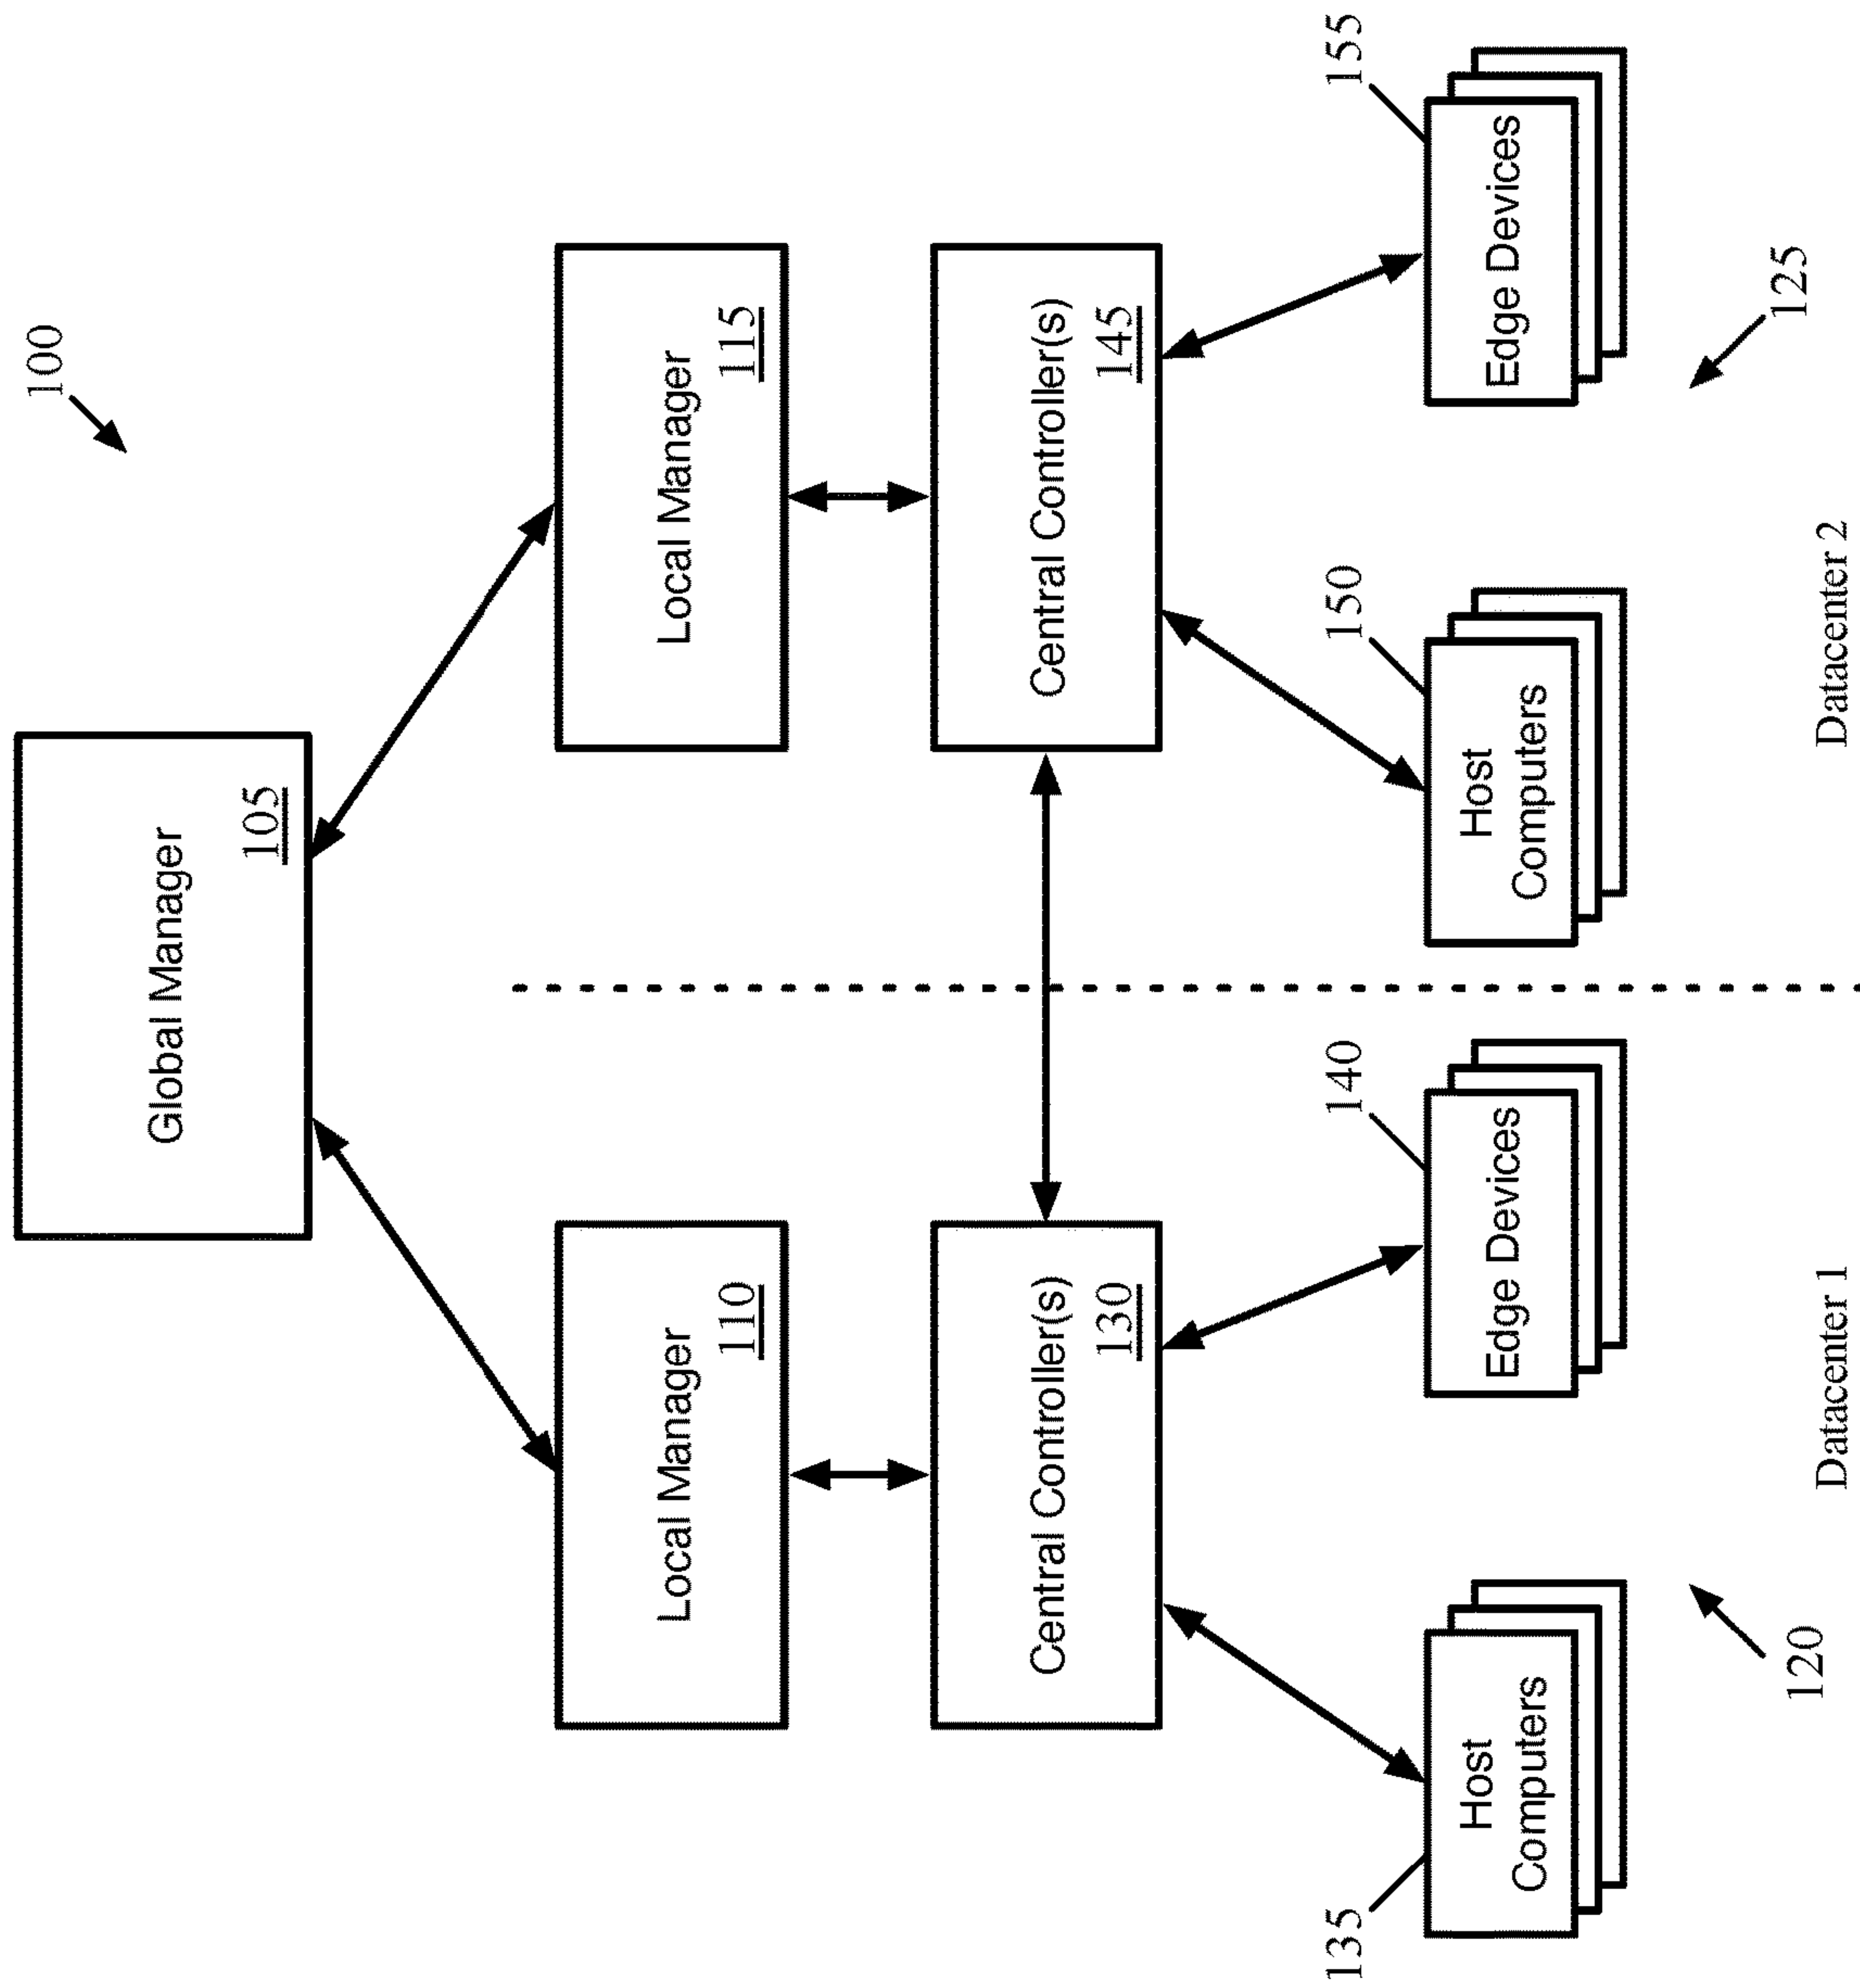 100
Global Manager
105
Local Manager
110
Local Manager
115
Central Controller(s)
130
Central Controller(s)
145
135
Host
Computers
140
Edge Devices
150
Host
Computers
155
Edge Devices
120
125
Datacenter 1
Datacenter 2